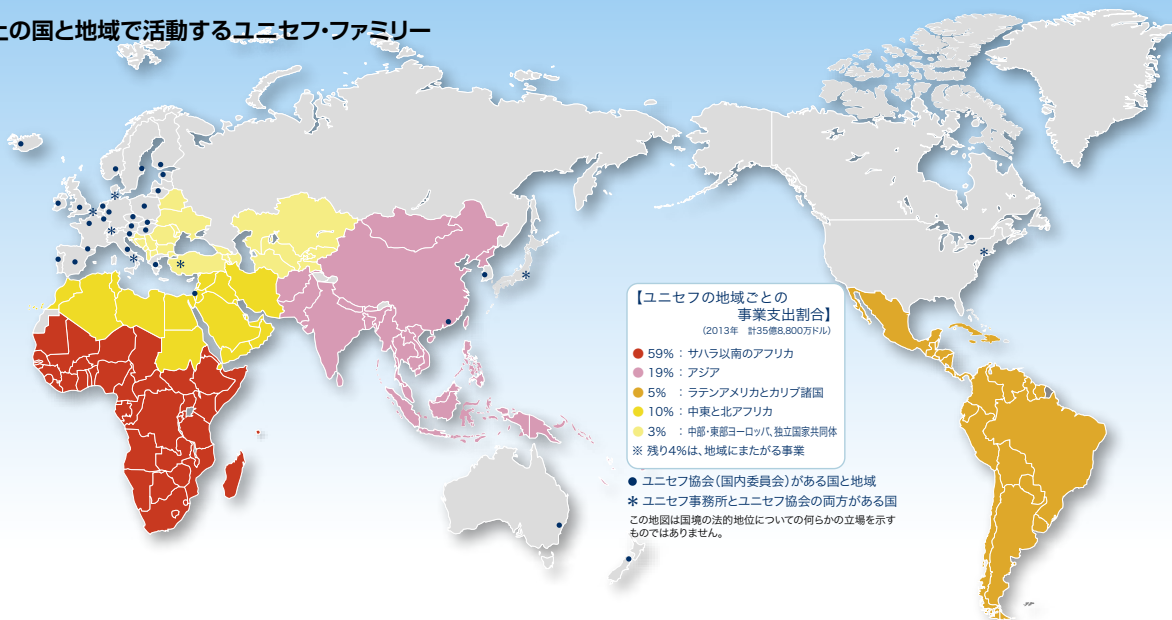 上の国と地域で活動するユニセフ・ファミリー
【ユニセフの地域ごとの
事業支出割合】
(2013年 計35億8,800万ドル)
59% : サハラ以南のアフリカ
19% : アジア
5% : ラテンアメリカとカリブ諸国
10% : 中東と北アフリカ
3% : 中部・東部ヨーロッパ、独立国家共同体
※ 残り4%は、地域にまたがる事業
● ユニセフ協会(国内委員会)がある国と地域
* ユニセフ事務所とユニセフ協会の両方がある国
この地図は国境の法的地位についての何らかの立場を示す
ものではありません。